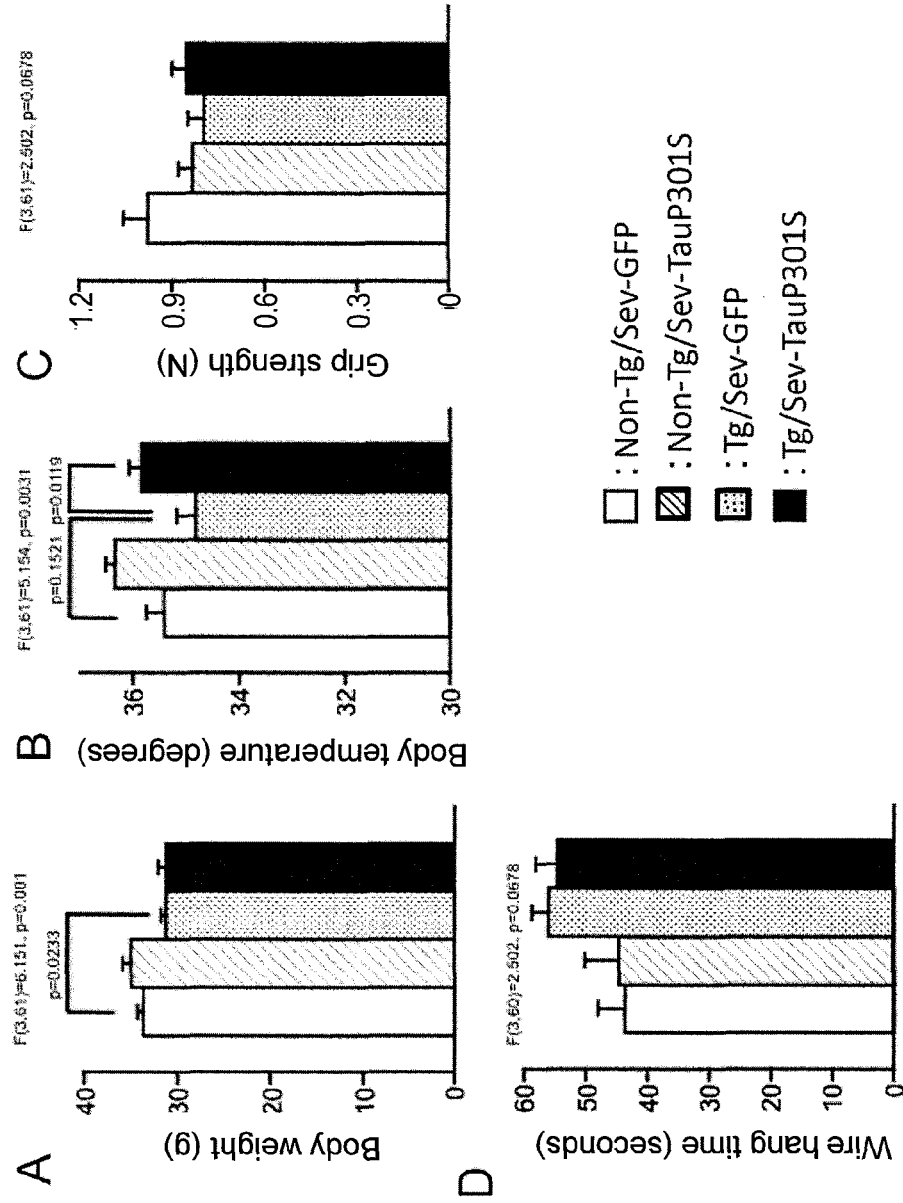 A
F(3,61)=6.151, p=0.001
p=0.0233
Body weight (g)
40
30
20
10
0
B
F(3,61)=5.154, p=0.0031
p=0.1521 p=0.0119
Body temperature (degrees)
36
34
32
30
C
F(3,61)=2.502, p=0.0678
Grip strength (N)
1.2
0.9
0.6
0.3
0
D
F(3,60)=2.502, p=0.0678
Wire hang time (seconds)
60
50
40
30
20
10
0
: Non-Tg/Sev-GFP
: Non-Tg/Sev-TauP301S
: Tg/Sev-GFP
: Tg/Sev-TauP301S